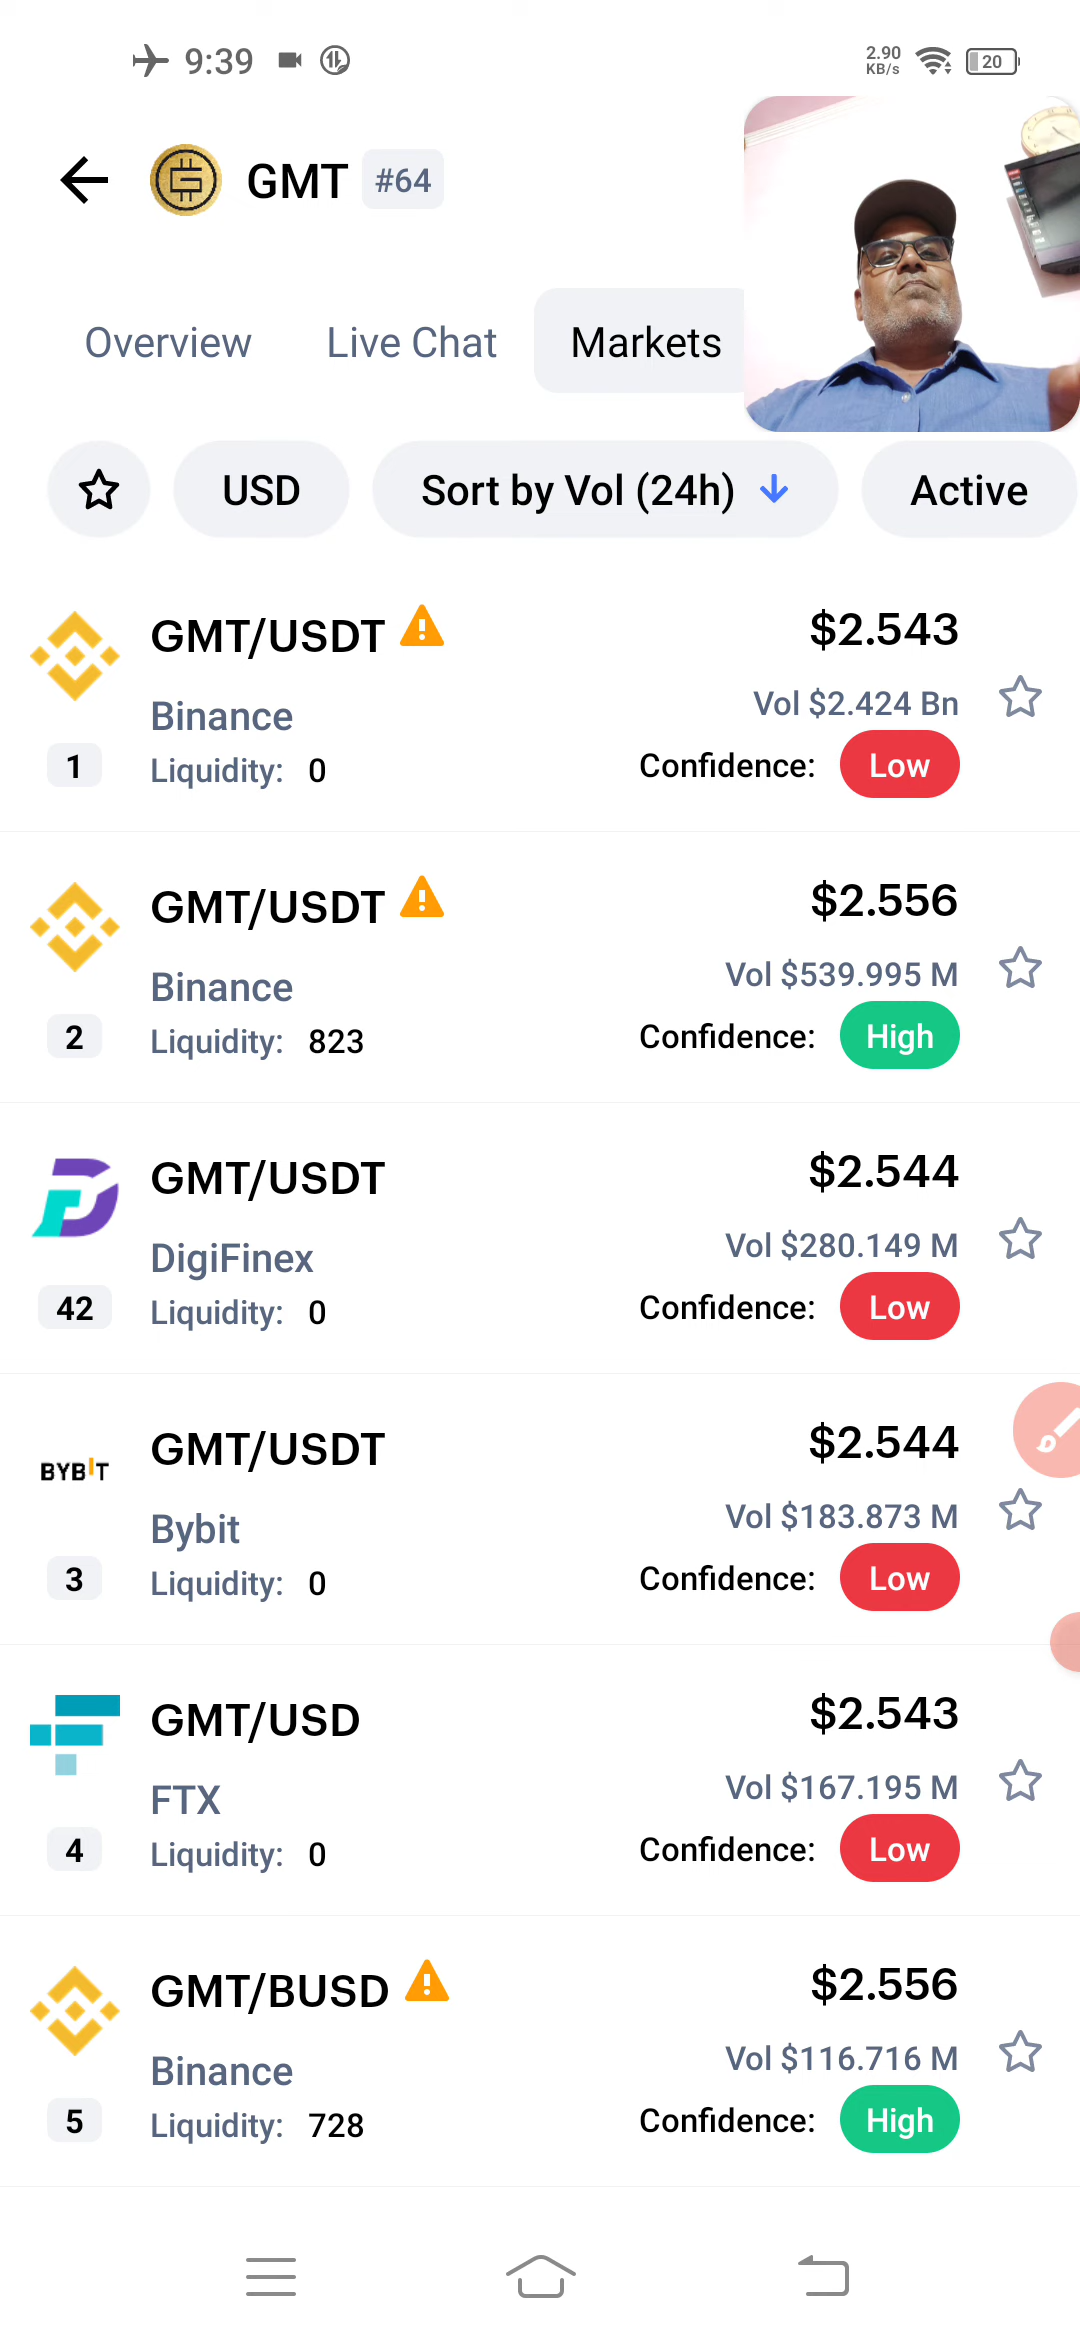 9:39
2.90
KB/s
20
GMT #64
Overview Live Chat Markets
USD Sort by Vol (24h) Active
GMT/USDT $2.543
Binance Vol $2.424 Bn
1 Liquidity: 0 Confidence: Low
GMT/USDT $2.556
Binance Vol $539.995 M
2 Liquidity: 823 Confidence: High
GMT/USDT $2.544
DigiFinex Vol $280.149 M
42 Liquidity: 0 Confidence: Low
GMT/USDT $2.544
BYBIT
Bybit Vol $183.873 M
3 Liquidity: 0 Confidence: Low
GMT/USD $2.543
FTX Vol $167.195 M
4 Liquidity: 0 Confidence: Low
GMT/BUSD $2.556
Binance Vol $116.716 M
5 Liquidity: 728 Confidence: High